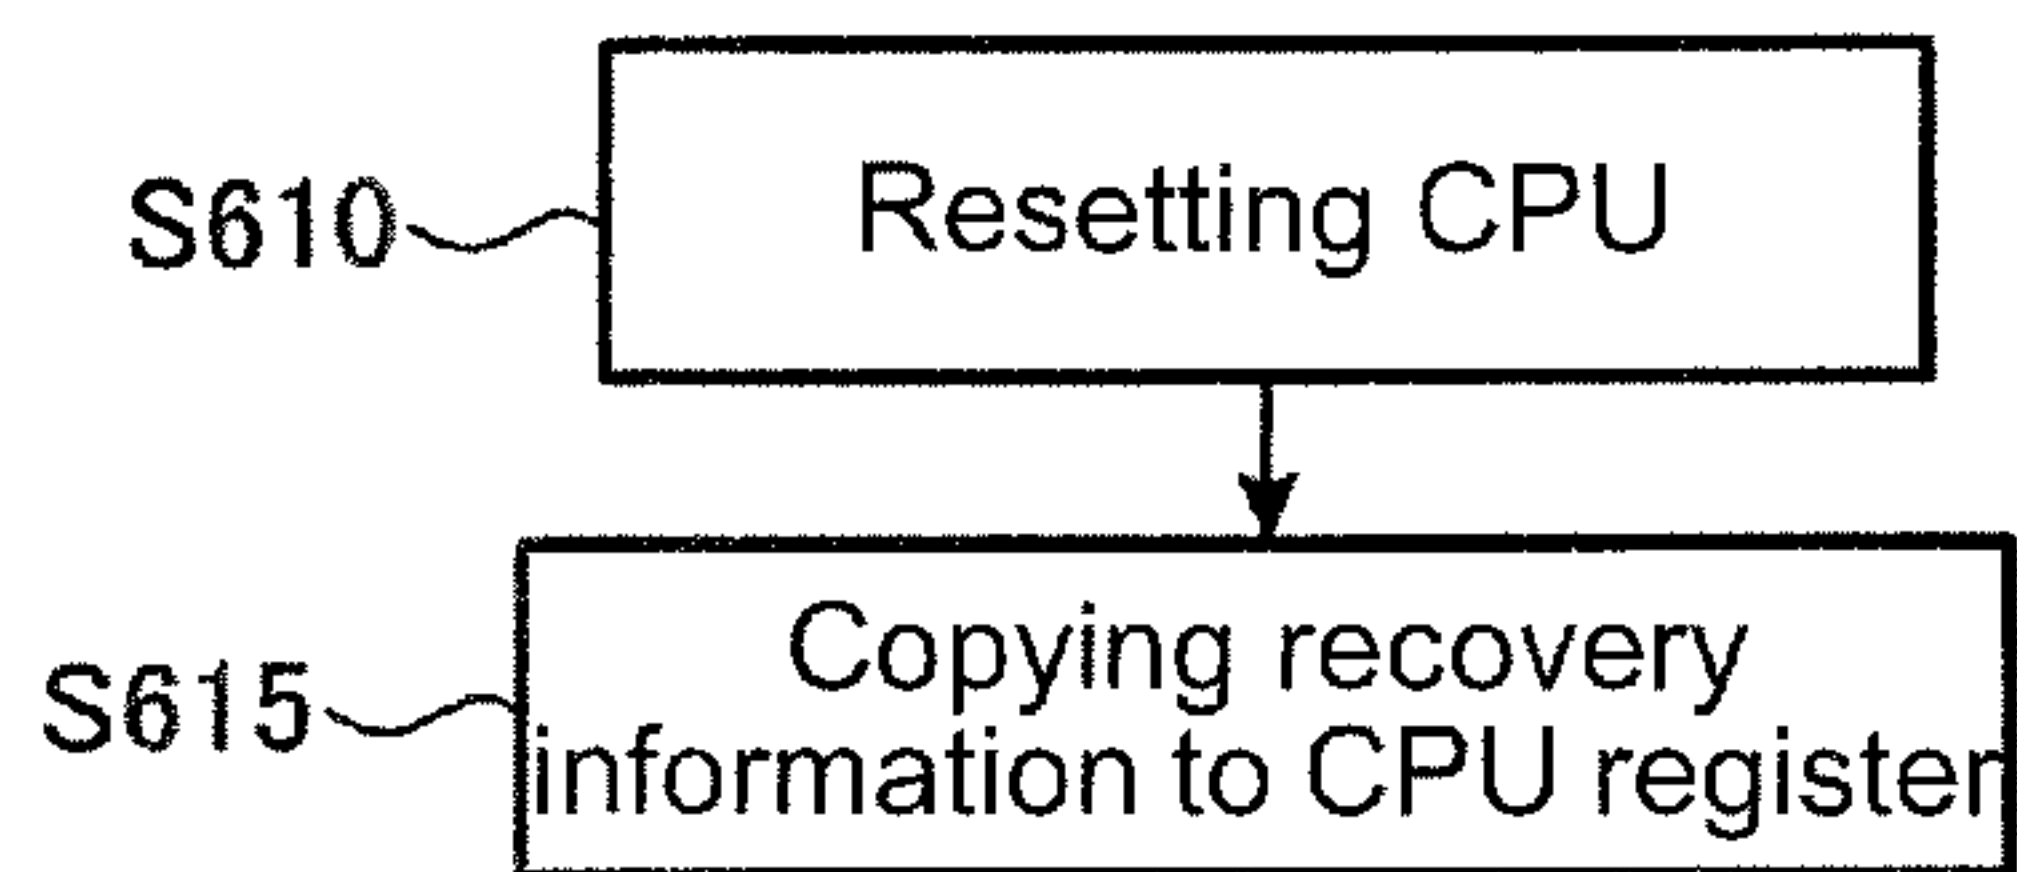 S610
Resetting CPU
S615
Copying recovery
information to CPU register